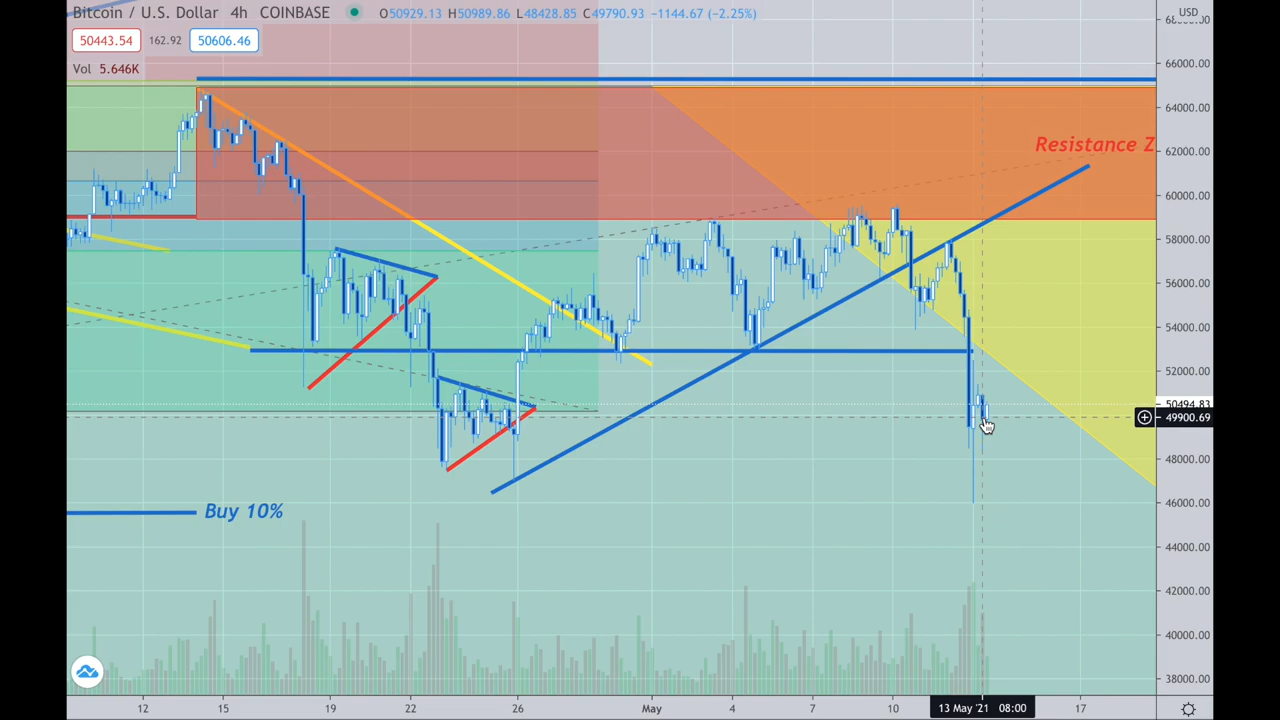 Bitcoin / U.S. Dollar 4h COINBASE O50929.13 H50989.86 L48428.85 C49790.93 −1144.67 (−2.25%)
USD
50443.54 162.92 50606.46
Vol 5.646K
66000.00
64000.00
Resistance Z
62000.00
60000.00
58000.00
56000.00
54000.00
52000.00
50494.83
49900.69
48000.00
46000.00
Buy 10%
44000.00
42000.00
40000.00
38000.00
12 15 19 22 26 May 4 7 10 13 May '21 08:00 17